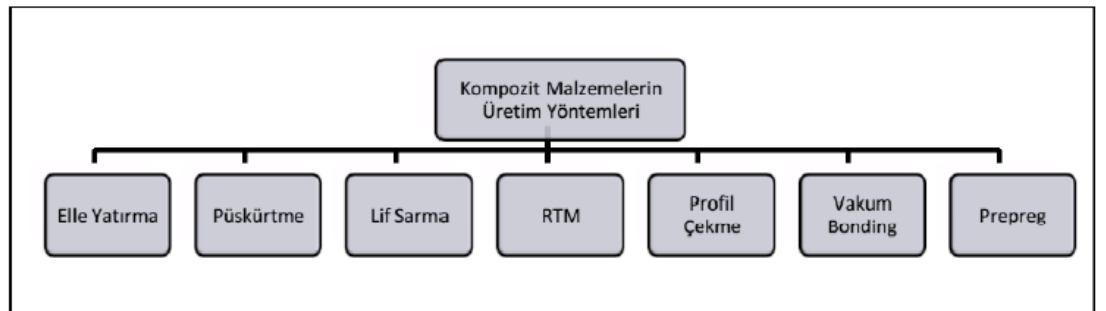 Kompozit Malzemelerin
Üretim Yöntemleri
Elle Yatırma
Püskürtme
Lif Sarma
RTM
Profil
Çekme
Vakum
Bonding
Prepreg